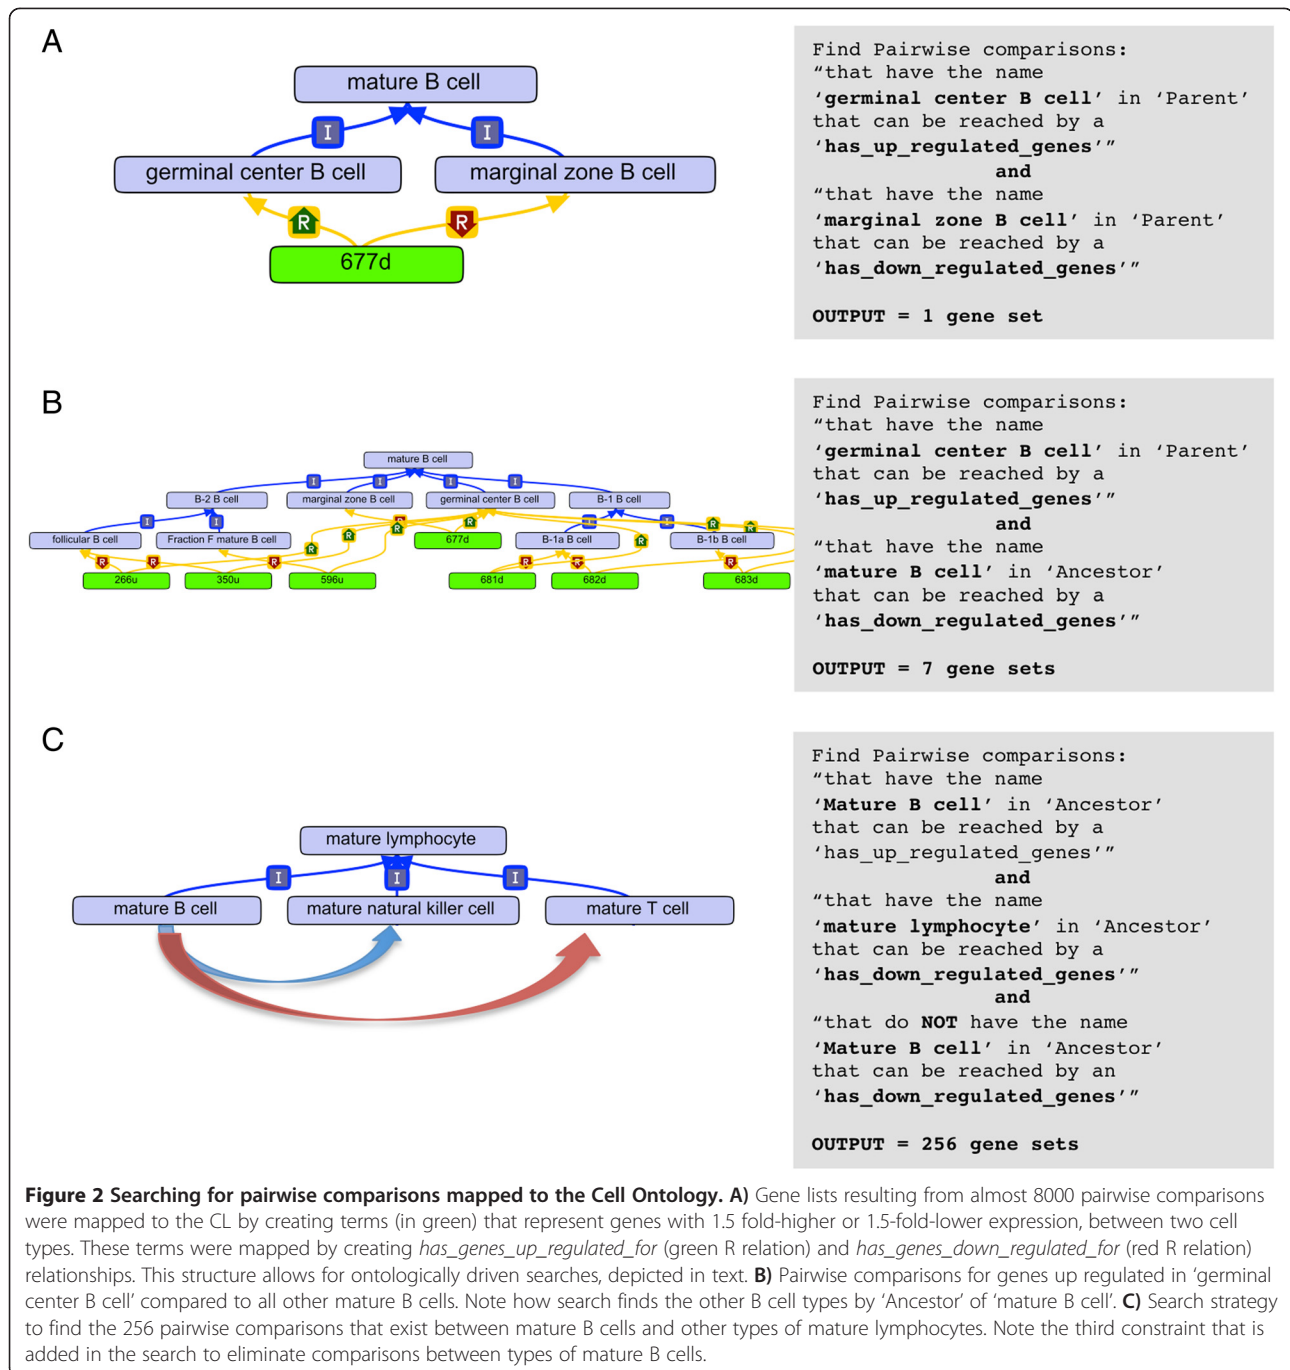 A
mature B cell
I
I
germinal center B cell
marginal zone B cell
R
R
677d
Find Pairwise comparisons:
“that have the name
‘germinal center B cell’ in ‘Parent’
that can be reached by a
‘has_up_regulated_genes’”
and
“that have the name
‘marginal zone B cell’ in ‘Parent’
that can be reached by a
‘has_down_regulated_genes’”
OUTPUT = 1 gene set
B
mature B cell
I
I
I
I
B-2 B cell
marginal zone B cell
germinal center B cell
B-1 B cell
I
I
R
R
R
R
I
I
R
R
follicular B cell
Fraction F mature B cell
R
R
677d
B-1a B cell
R
B-1b B cell
R
R
R
R
R
R
266u
350u
596u
681d
682d
683d
Find Pairwise comparisons:
“that have the name
‘germinal center B cell’ in ‘Parent’
that can be reached by a
‘has_up_regulated_genes’”
and
“that have the name
‘mature B cell’ in ‘Ancestor’
that can be reached by a
‘has_down_regulated_genes’”
OUTPUT = 7 gene sets
C
mature lymphocyte
I
I
I
mature B cell
mature natural killer cell
mature T cell
Find Pairwise comparisons:
“that have the name
‘Mature B cell’ in ‘Ancestor’
that can be reached by a
‘has_up_regulated_genes’”
and
“that have the name
‘mature lymphocyte’ in ‘Ancestor’
that can be reached by a
‘has_down_regulated_genes’”
and
“that do NOT have the name
‘Mature B cell’ in ‘Ancestor’
that can be reached by an
‘has_down_regulated_genes’”
OUTPUT = 256 gene sets
Figure 2 Searching for pairwise comparisons mapped to the Cell Ontology. A) Gene lists resulting from almost 8000 pairwise comparisons
were mapped to the CL by creating terms (in green) that represent genes with 1.5 fold-higher or 1.5-fold-lower expression, between two cell
types. These terms were mapped by creating has_genes_up_regulated_for (green R relation) and has_genes_down_regulated_for (red R relation)
relationships. This structure allows for ontologically driven searches, depicted in text. B) Pairwise comparisons for genes up regulated in ‘germinal
center B cell’ compared to all other mature B cells. Note how search finds the other B cell types by ‘Ancestor’ of ‘mature B cell’. C) Search strategy
to find the 256 pairwise comparisons that exist between mature B cells and other types of mature lymphocytes. Note the third constraint that is
added in the search to eliminate comparisons between types of mature B cells.